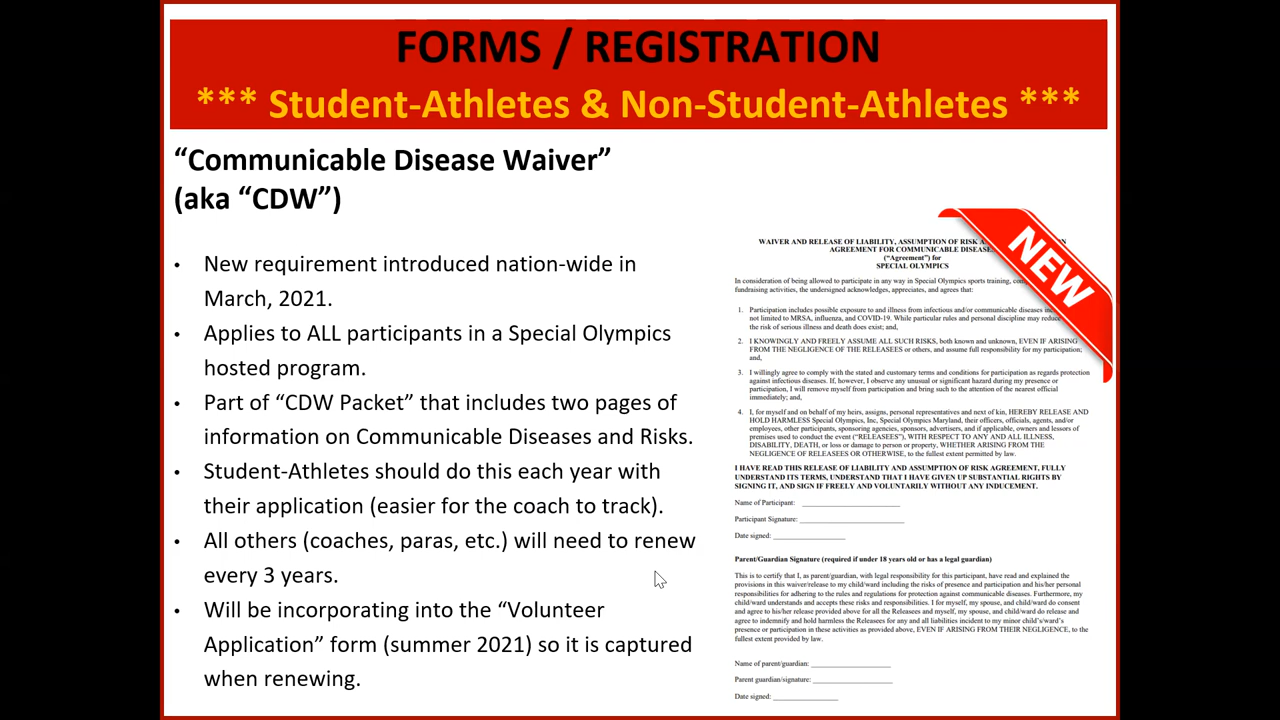 FORMS / REGISTRATION
*** Student-Athletes & Non-Student-Athletes ***
“Communicable Disease Waiver”
(aka “CDW”)
• New requirement introduced nation-wide in
March, 2021.
• Applies to ALL participants in a Special Olympics
hosted program.
• Part of “CDW Packet” that includes two pages of
information on Communicable Diseases and Risks.
• Student-Athletes should do this each year with
their application (easier for the coach to track).
• All others (coaches, paras, etc.) will need to renew
every 3 years.
• Will be incorporating into the “Volunteer
Application” form (summer 2021) so it is captured
when renewing.
NEW
WAIVER AND RELEASE OF LIABILITY, ASSUMPTION OF RISK
AGREEMENT FOR COMMUNICABLE DISEASE
(“Agreement”) for
SPECIAL OLYMPICS
In consideration of being allowed to participate in any way in Special Olympics sports training,
fundraising activities, the undersigned acknowledges, appreciates, and agrees that:
1. Participation includes possible exposure to and illness from infectious and/or communicable diseases
not limited to MRSA, influenza, and COVID-19. While particular rules and personal discipline may reduce
the risk of serious illness and death does exist; and,
2. I KNOWINGLY AND FREELY ASSUME ALL SUCH RISKS, both known and unknown, EVEN IF ARISING
FROM THE NEGLIGENCE OF THE RELEASEES or others, and assume full responsibility for my participation;
and,
3. I willingly agree to comply with the stated and customary terms and conditions for participation as regards protection
against infectious diseases. If, however, I observe any unusual or significant hazard during my presence or
participation, I will remove myself from participation and bring such to the attention of the nearest official
immediately; and,
4. I, for myself and on behalf of my heirs, assigns, personal representatives and next of kin, HEREBY RELEASE AND
HOLD HARMLESS Special Olympics, Inc, Special Olympics Maryland, their officers, officials, agents, and/or
employees, other participants, sponsoring agencies, sponsors, advertisers, and if applicable, owners and lessors of
premises used to conduct the event (“RELEASEES”), WITH RESPECT TO ANY AND ALL ILLNESS,
DISABILITY, DEATH, or loss or damage to person or property, WHETHER ARISING FROM THE
NEGLIGENCE OF RELEASEES OR OTHERWISE, to the fullest extent permitted by law.
I HAVE READ THIS RELEASE OF LIABILITY AND ASSUMPTION OF RISK AGREEMENT, FULLY
UNDERSTAND ITS TERMS, UNDERSTAND THAT I HAVE GIVEN UP SUBSTANTIAL RIGHTS BY
SIGNING IT, AND SIGN IF FREELY AND VOLUNTARILY WITHOUT ANY INDUCEMENT.
Name of Participant: ____________________
Participant Signature: ____________________
Date signed: ____________________
Parent/Guardian Signature (required if under 18 years old or has a legal guardian)
This is to certify that I, as parent/guardian, with legal responsibility for this participant, have read and explained the
provisions in this waiver/release to my child/ward including the risks of presence and participation and his/her personal
responsibilities for adhering to the rules and regulations for protection against communicable diseases. Furthermore, my
child/ward understands and accepts these risks and responsibilities. I for myself, my spouse, and child/ward do consent
and agree to his/her release provided above for all the Releasees and myself, my spouse, and child/ward do release and
agree to indemnify and hold harmless the Releasees for any and all liabilities incident to my minor child’s/ward’s
presence or participation in these activities as provided above, EVEN IF ARISING FROM THEIR NEGLIGENCE, to the
fullest extent provided by law.
Name of parent/guardian: ____________________
Parent guardian/signature: ____________________
Date signed: ____________________